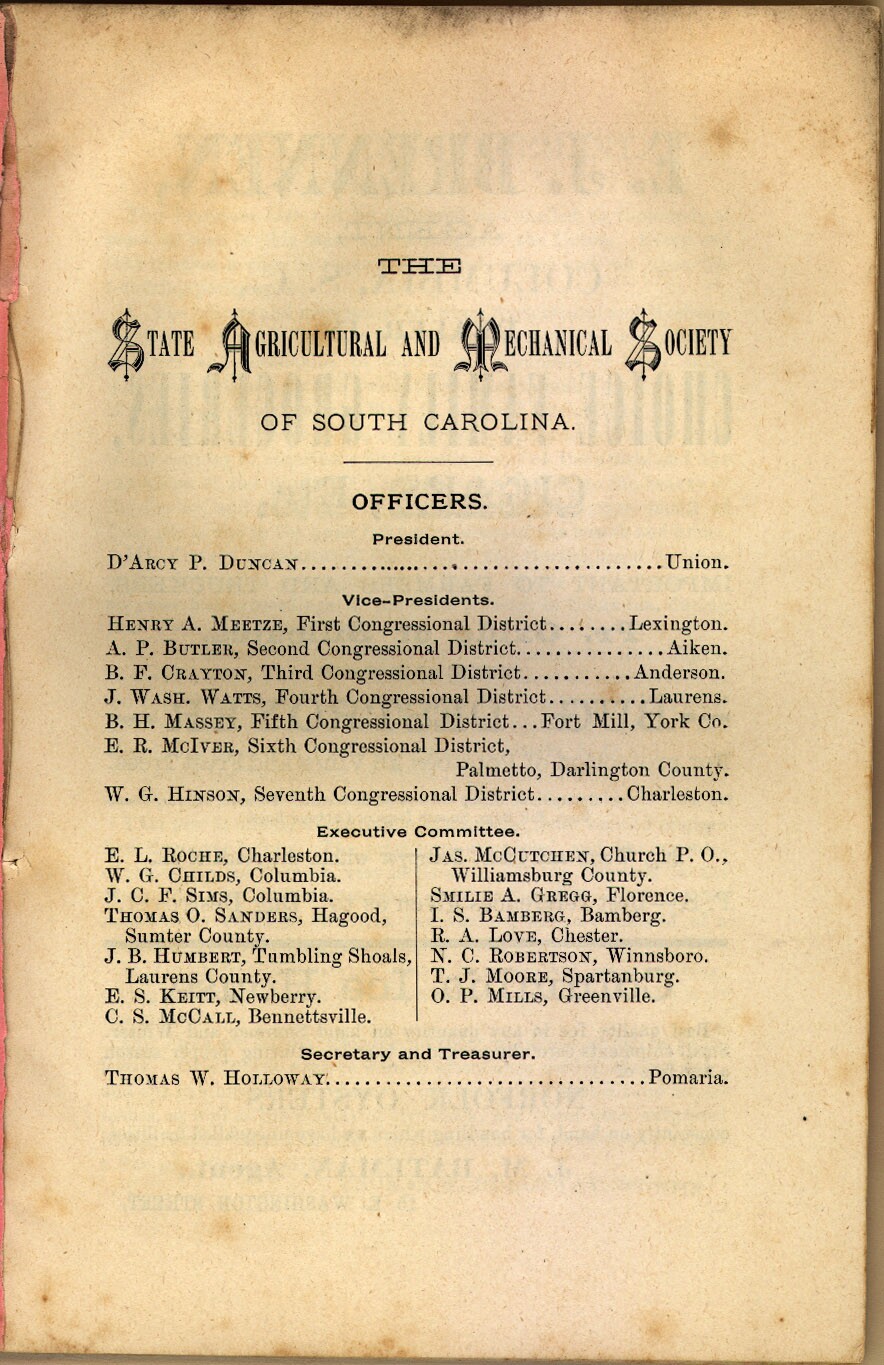 THE
STATE AGRICULTURAL AND MECHANICAL SOCIETY
OF SOUTH CAROLINA.
OFFICERS.
President.
D'ARCY P. DUNCAN........................................Union.
Vice-Presidents.
HENRY A. MEETZE, First Congressional District........Lexington.
A. P. BUTLER, Second Congressional District...............Aiken.
B. F. CRAYTON, Third Congressional District...........Anderson.
J. WASH. WATTS, Fourth Congressional District..........Laurens.
B. H. MASSEY, Fifth Congressional District...Fort Mill, York Co.
E. R. MCIVER, Sixth Congressional District,
Palmetto, Darlington County.
W. G. HINSON, Seventh Congressional District.........Charleston.
Executive Committee.
E. L. ROCHE, Charleston.
W. G. CHILDS, Columbia.
J. C. F. SIMS, Columbia.
THOMAS O. SANDERS, Hagood,
Sumter County.
J. B. HUMBERT, Tumbling Shoals,
Laurens County.
E. S. KEITT, Newberry.
C. S. MCCALL, Bennettsville.
JAS. MCCUTCHEN, Church P. O.,
Williamsburg County.
SMILIE A. GREGG, Florence.
I. S. BAMBERG, Bamberg.
R. A. LOVE, Chester.
N. C. ROBERTSON, Winnsboro.
T. J. MOORE, Spartanburg.
O. P. MILLS, Greenville.
Secretary and Treasurer.
THOMAS W. HOLLOWAY.................................Pomaria.